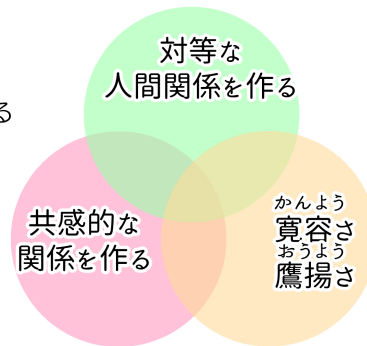 対等な
人間関係を作る
る
共感的な
関係を作る
かんよう
寛容さ
おうよう
鷹揚さ